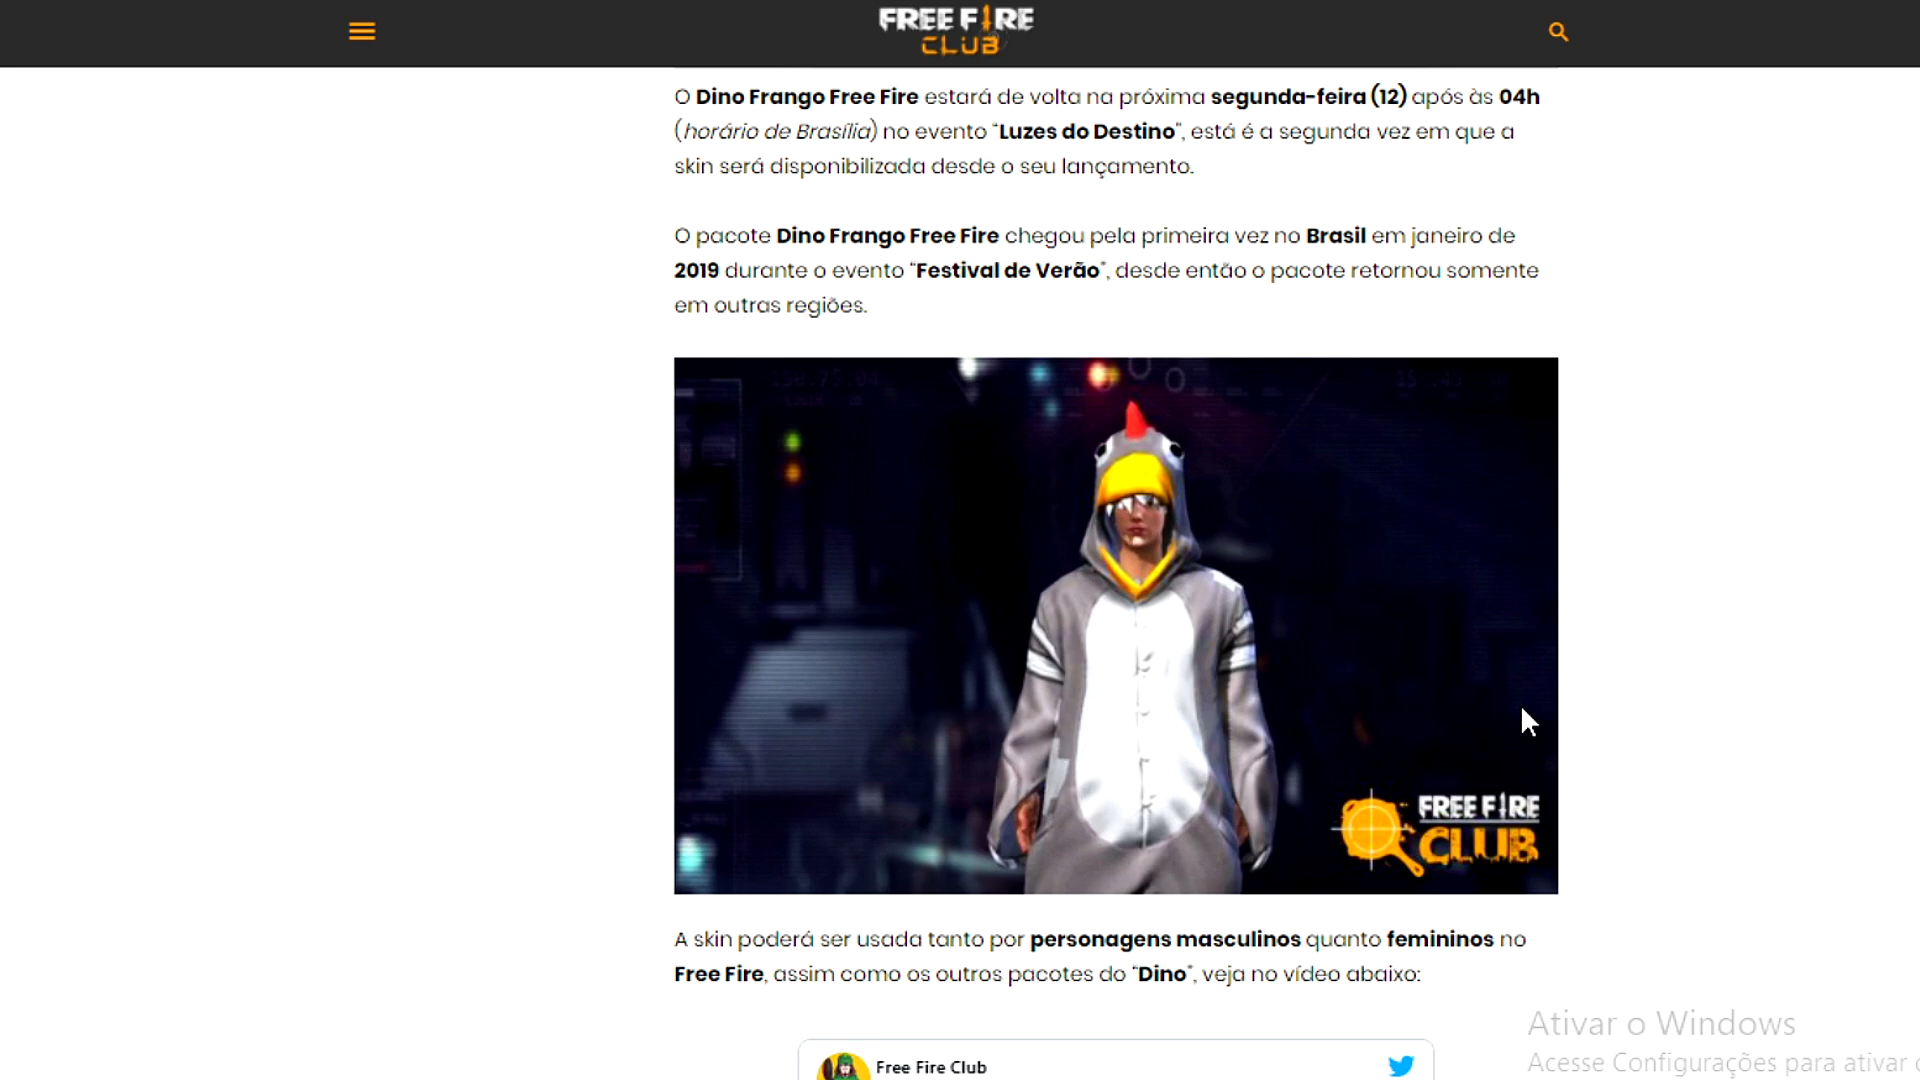 FREE FIRE
CLUB
O Dino Frango Free Fire estará de volta na próxima segunda-feira (12) após às 04h
(horário de Brasília) no evento “Luzes do Destino”, está é a segunda vez em que a
skin será disponibilizada desde o seu lançamento.
O pacote Dino Frango Free Fire chegou pela primeira vez no Brasil em janeiro de
2019 durante o evento “Festival de Verão”, desde então o pacote retornou somente
em outras regiões.
FREE FIRE
CLUB
A skin poderá ser usada tanto por personagens masculinos quanto femininos no
Free Fire, assim como os outros pacotes do “Dino”, veja no vídeo abaixo:
Ativar o Windows
Acesse Configurações para ativar
Free Fire Club